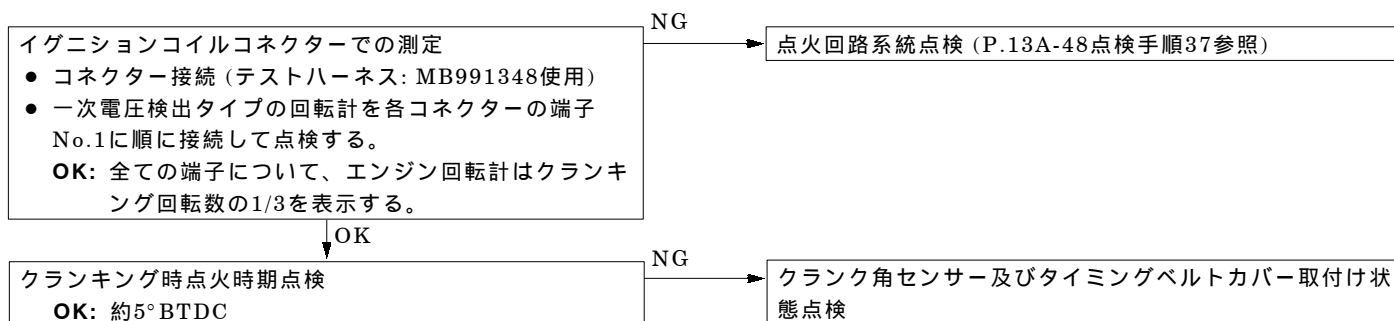 NG
イグニションコイルコネクターでの測定
● コネクター接続 (テストハーネス: MB991348使用)
● 一次電圧検出タイプの回転計を各コネクターの端子
No.1に順に接続して点検する。
OK: 全ての端子について、エンジン回転計はクランキ
ング回転数の1/3を表示する。
点火回路系統点検 (P.13A-48点検手順37参照)
OK
NG
クランキング時点火時期点検
OK: 約5°BTDC
クランク角センサー及びタイミングベルトカバー取付け状
態点検